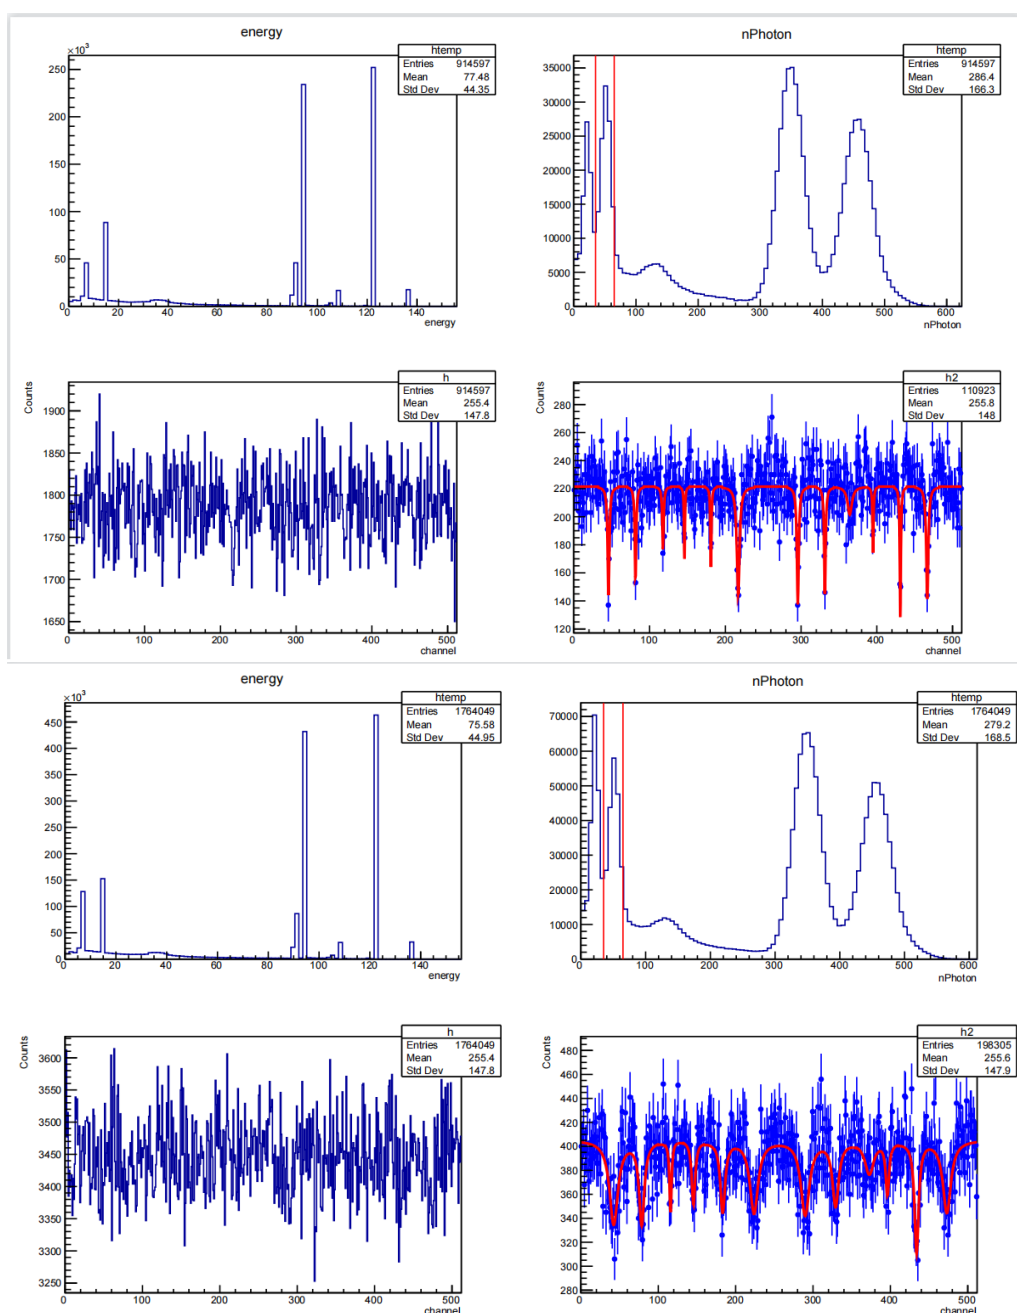 energy
×10³
htemp
Entries 914597
Mean 77.48
Std Dev 44.35
250
200
150
100
50
0
0 20 40 60 80 100 120 140
energy
nPhoton
htemp
Entries 914597
Mean 286.4
Std Dev 166.3
35000
30000
25000
20000
15000
10000
5000
0
0 100 200 300 400 500 600
nPhoton
Counts
h
Entries 914597
Mean 255.4
Std Dev 147.8
1900
1850
1800
1750
1700
1650
0 100 200 300 400 500
channel
Counts
h2
Entries 110923
Mean 255.8
Std Dev 148
280
260
240
220
200
180
160
140
120
0 100 200 300 400 500
channel
energy
×10³
htemp
Entries 1764049
Mean 75.58
Std Dev 44.95
450
400
350
300
250
200
150
100
50
0
0 20 40 60 80 100 120 140
energy
nPhoton
htemp
Entries 1764049
Mean 279.2
Std Dev 168.5
70000
60000
50000
40000
30000
20000
10000
0
0 100 200 300 400 500 600
nPhoton
Counts
h
Entries 1764049
Mean 255.4
Std Dev 147.8
3600
3550
3500
3450
3400
3350
3300
3250
0 100 200 300 400 500
channel
Counts
h2
Entries 198305
Mean 255.6
Std Dev 147.9
480
460
440
420
400
380
360
340
320
300
280
0 100 200 300 400 500
channel